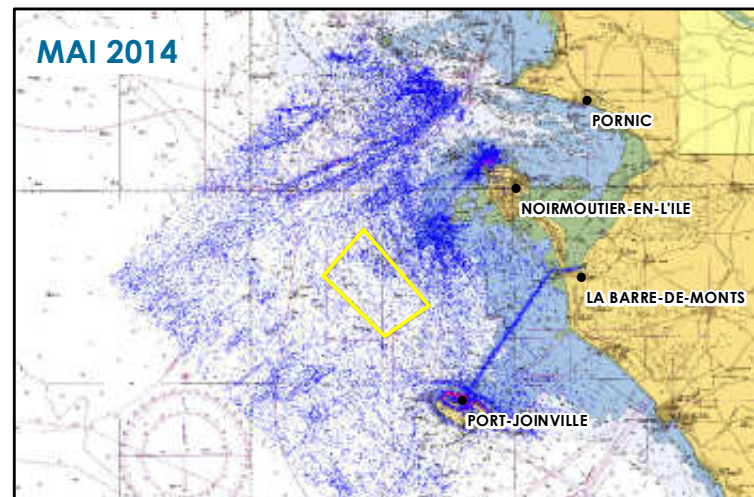 MAI 2014
PORNIC
NOIRMOUTIER-EN-L'ILE
LA BARRE-DE-MONTS
PORT-JOINVILLE